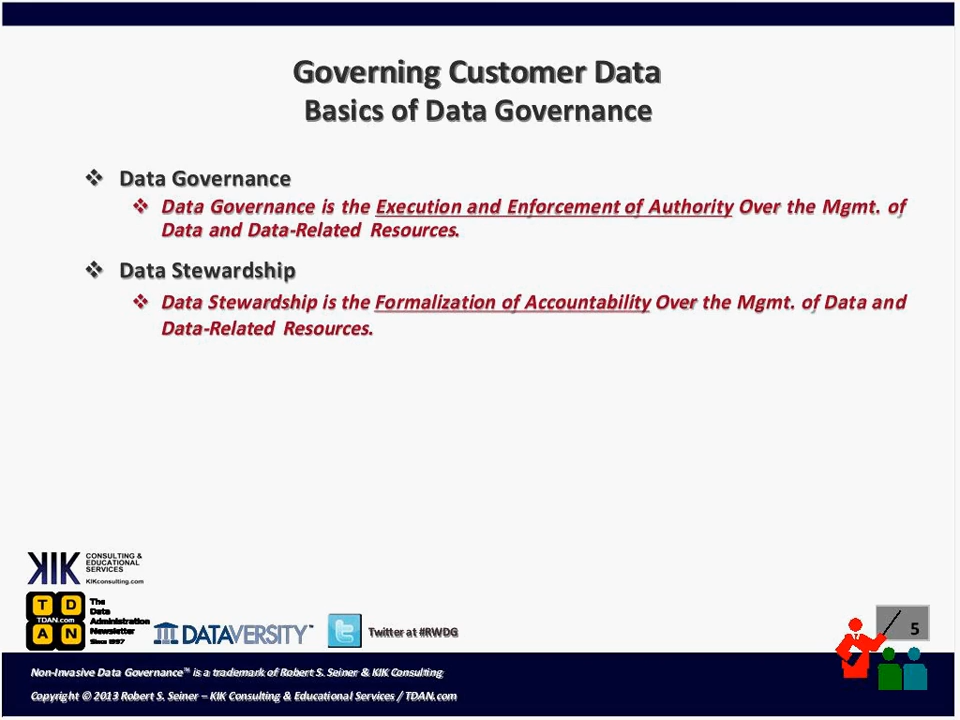 Governing Customer Data
Basics of Data Governance
Data Governance
Data Governance is the Execution and Enforcement of Authority Over the Mgmt. of
Data and Data-Related Resources.
Data Stewardship
Data Stewardship is the Formalization of Accountability Over the Mgmt. of Data and
Data-Related Resources.
KIK
CONSULTING &
EDUCATIONAL
SERVICES
KIKconsulting.com
T D
TDAN.com
A N
The
Data
Administration
Newsletter
Since 1997
DATAVERSITY™
Twitter at #RWDG
5
Non-Invasive Data Governance™ is a trademark of Robert S. Seiner & KIK Consulting
Copyright © 2013 Robert S. Seiner – KIK Consulting & Educational Services / TDAN.com